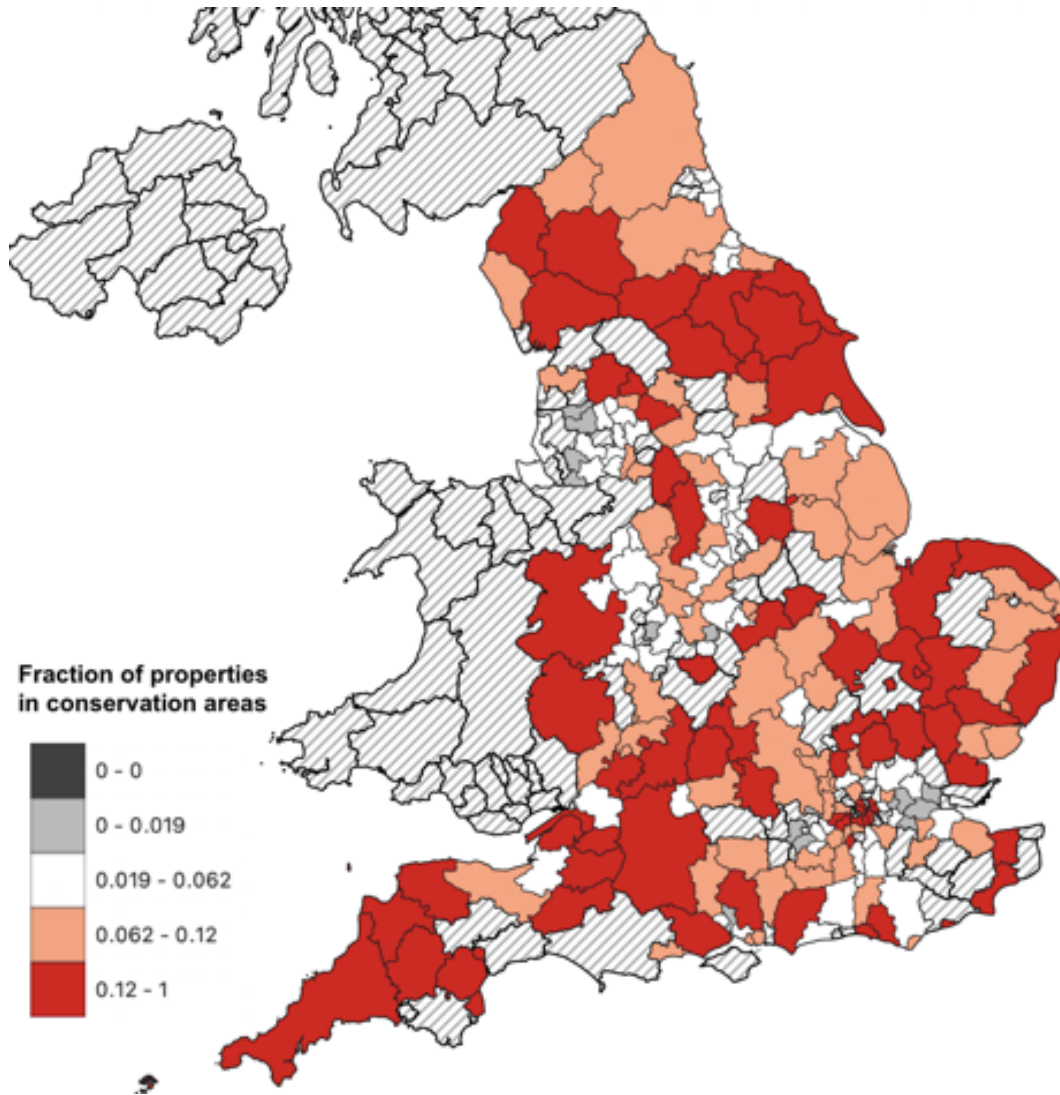 Fraction of properties
in conservation areas
0 - 0
0 - 0.019
0.019 - 0.062
0.062 - 0.12
0.12 - 1